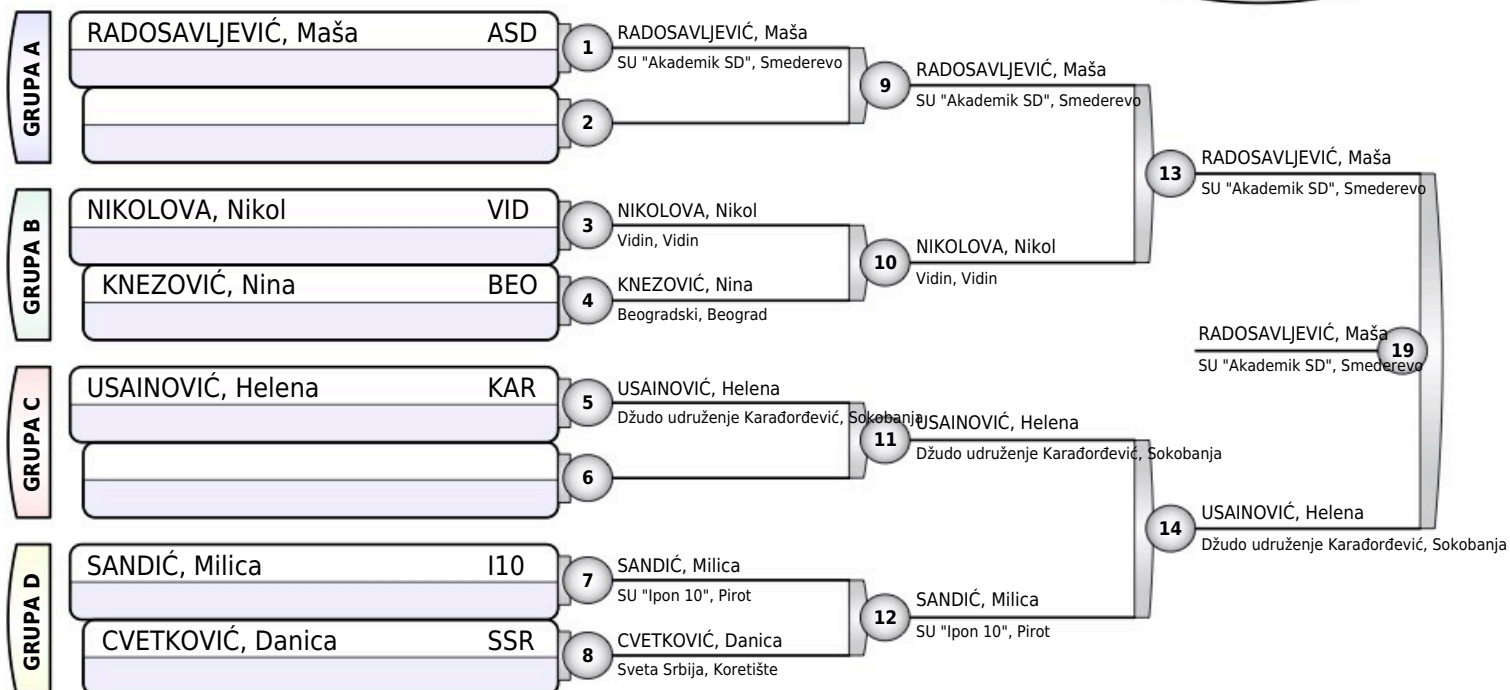 GRUPA A
RADOSAVLJEVIĆ, Maša ASD
1
RADOSAVLJEVIĆ, Maša
SU "Akademik SD", Smederevo
2
9
RADOSAVLJEVIĆ, Maša
SU "Akademik SD", Smederevo
GRUPA B
NIKOLOVA, Nikol VID
3
NIKOLOVA, Nikol
Vidin, Vidin
KNEZOVIĆ, Nina BEO
4
KNEZOVIĆ, Nina
Beogradski, Beograd
10
NIKOLOVA, Nikol
Vidin, Vidin
13
RADOSAVLJEVIĆ, Maša
SU "Akademik SD", Smederevo
RADOSAVLJEVIĆ, Maša
SU "Akademik SD", Smederevo
19
GRUPA C
USAINOVIĆ, Helena KAR
5
USAINOVIĆ, Helena
Džudo udruženje Karađorđević, Sokobanja
6
11
USAINOVIĆ, Helena
Džudo udruženje Karađorđević, Sokobanja
14
USAINOVIĆ, Helena
Džudo udruženje Karađorđević, Sokobanja
GRUPA D
SANDIĆ, Milica I10
7
SANDIĆ, Milica
SU "Ipon 10", Pirot
CVETKOVIĆ, Danica SSR
8
CVETKOVIĆ, Danica
Sveta Srbija, Koretište
12
SANDIĆ, Milica
SU "Ipon 10", Pirot